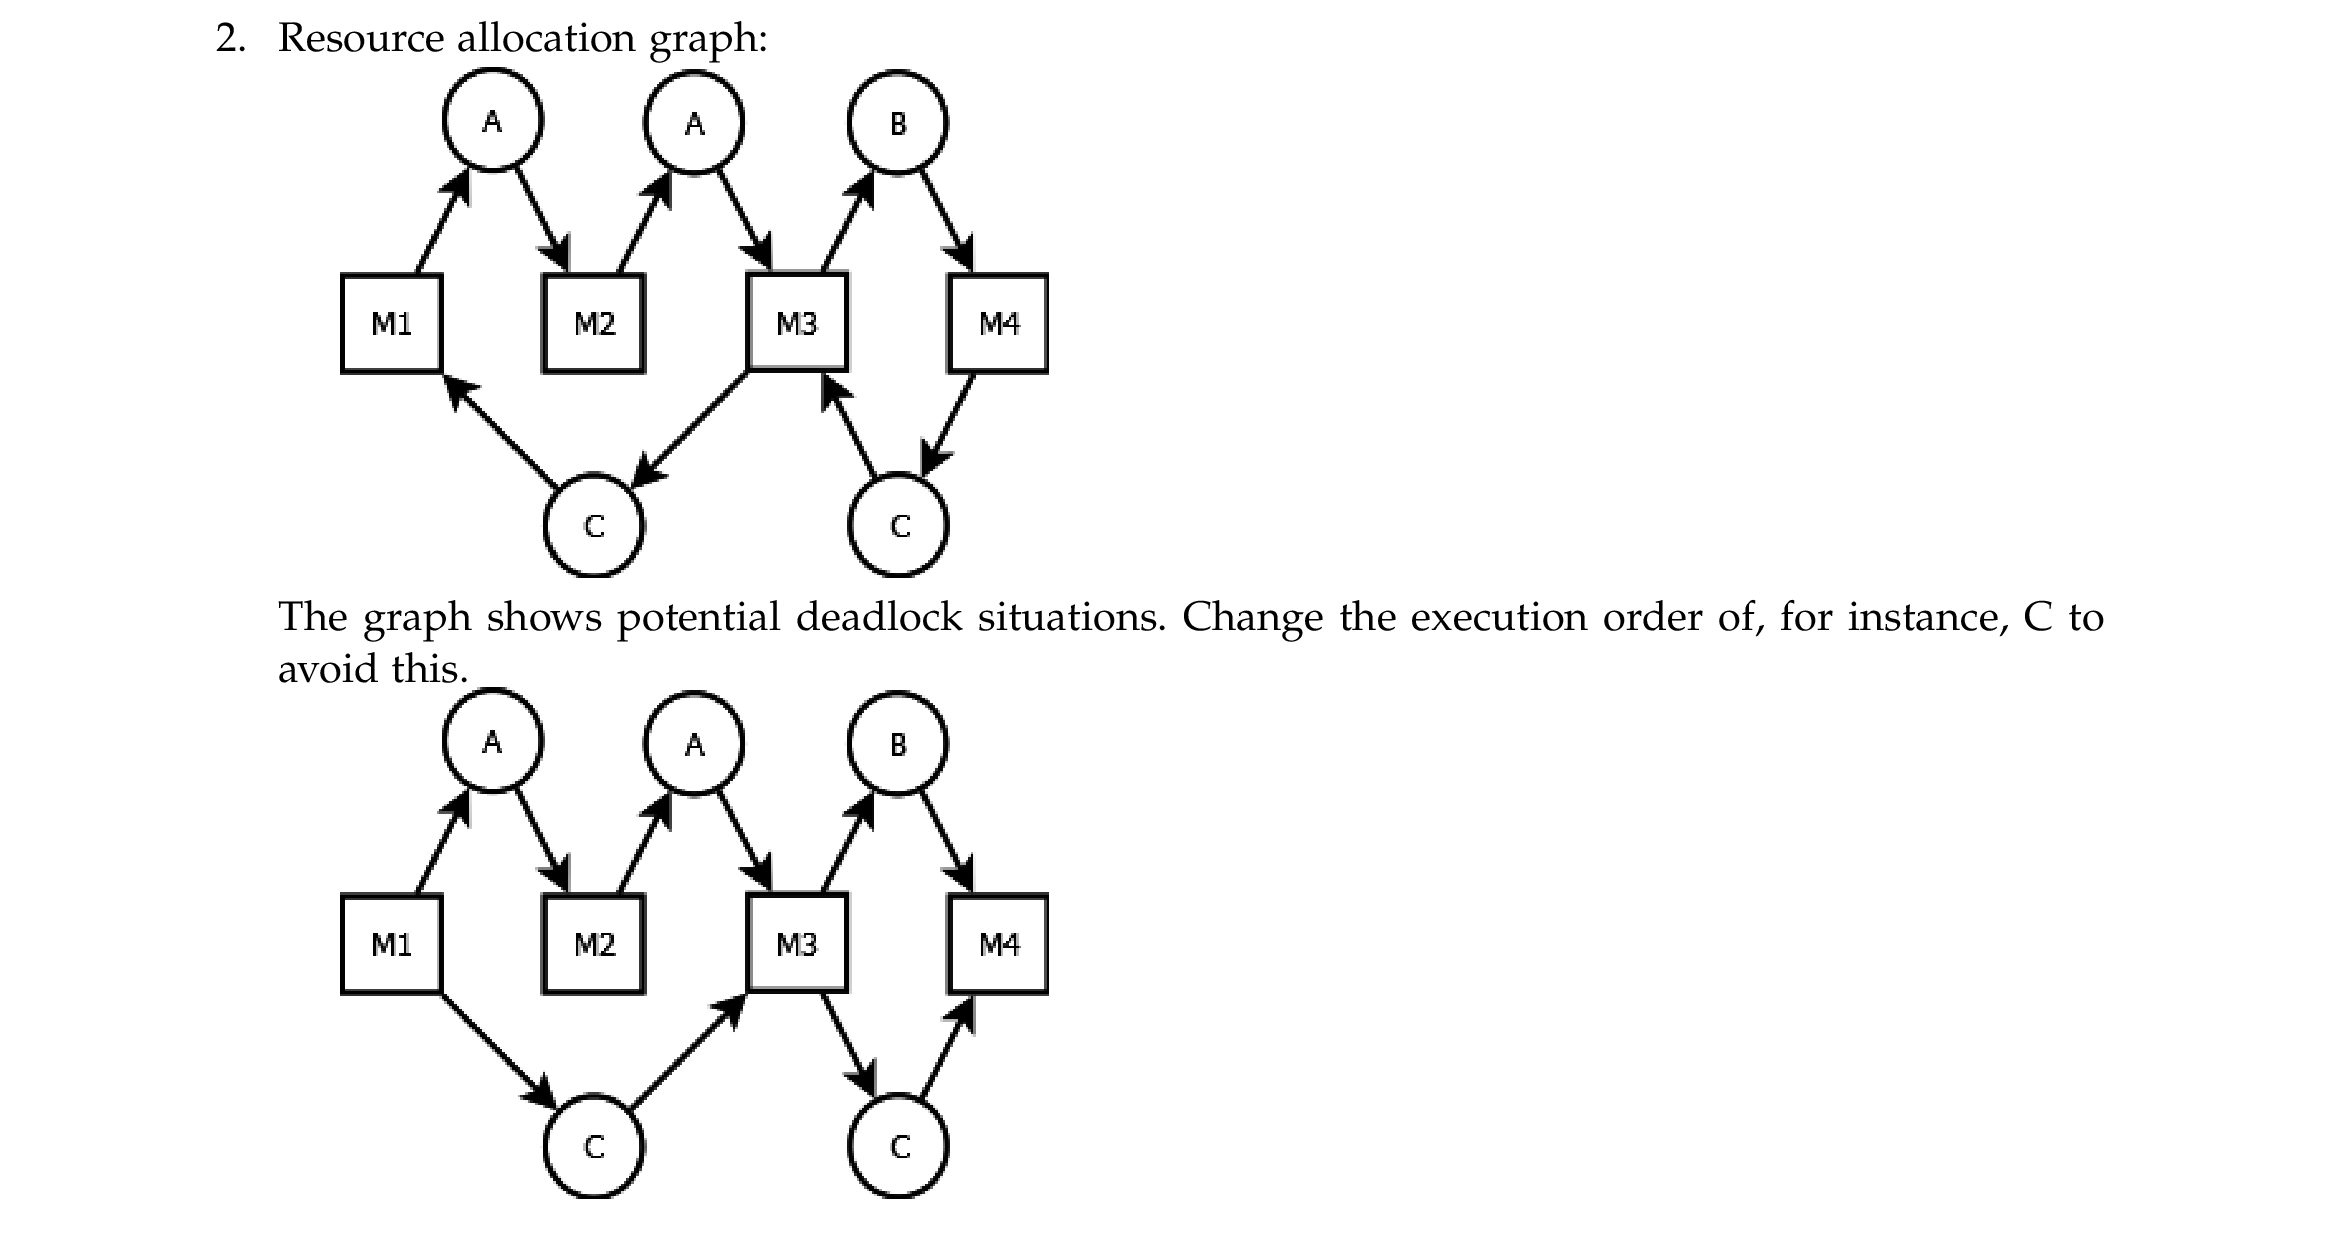 2. Resource allocation graph:
A A B
M1 M2 M3 M4
C C
The graph shows potential deadlock situations. Change the execution order of, for instance, C to
avoid this.
A A B
M1 M2 M3 M4
C C